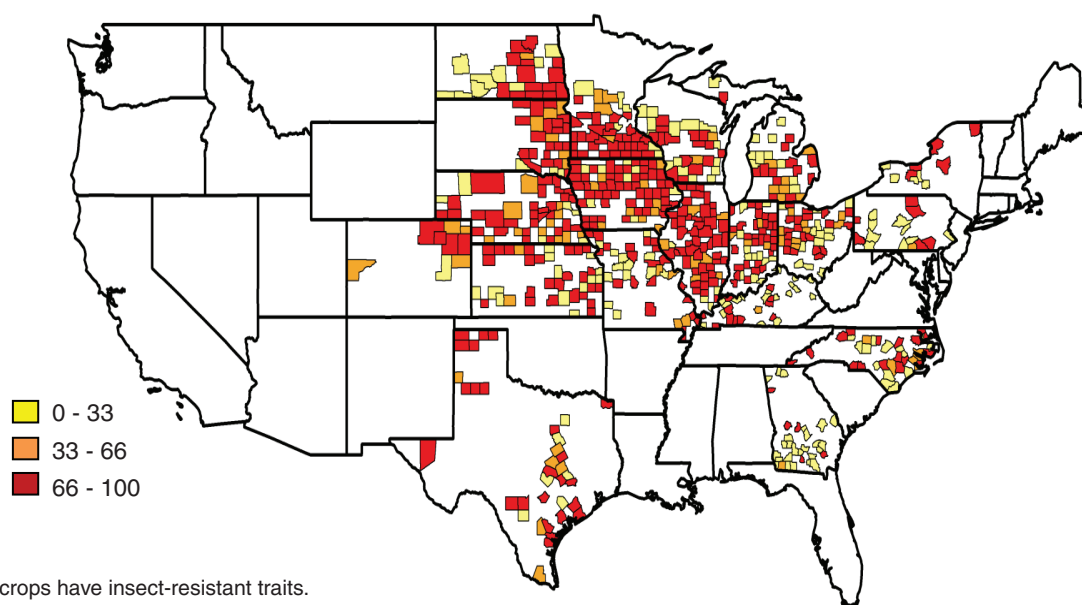 0 - 33
33 - 66
66 - 100
crops have insect-resistant traits.